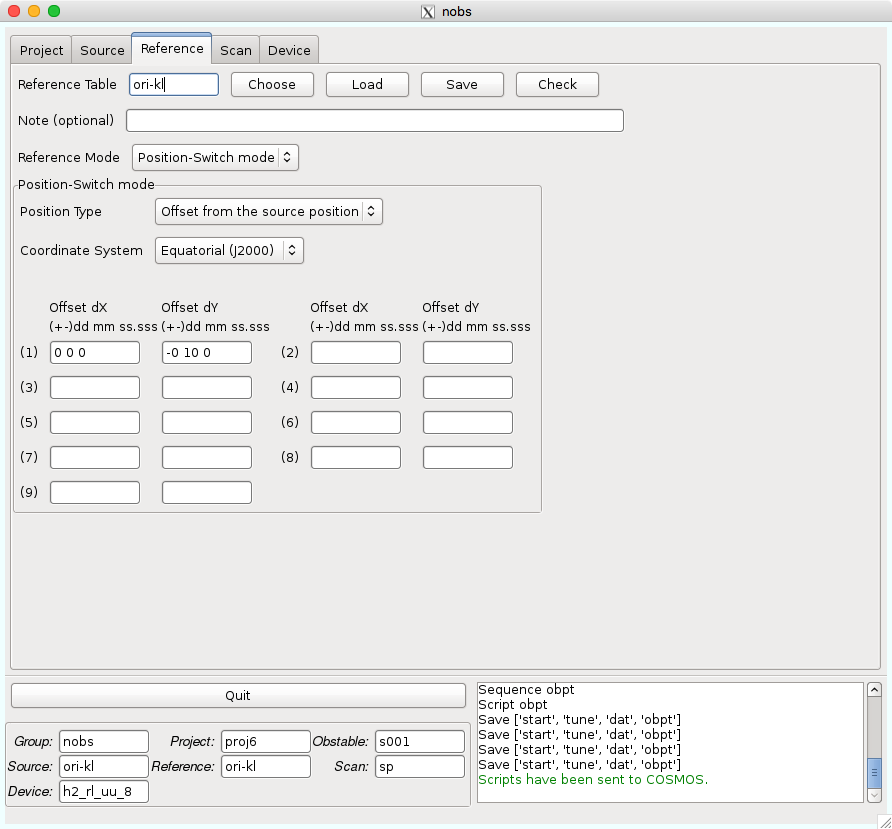 nobs
Project Source Reference Scan Device
Reference Table ori-kl Choose Load Save Check
Note (optional)
Reference Mode Position-Switch mode
Position-Switch mode
Position Type Offset from the source position
Coordinate System Equatorial (J2000)
Offset dX Offset dY Offset dX Offset dY
(+-)dd mm ss.sss (+-)dd mm ss.sss (+-)dd mm ss.sss (+-)dd mm ss.sss
(1) 0 0 0 -0 10 0 (2)
(3) (4)
(5) (6)
(7) (8)
(9)
Quit
Group: nobs Project: proj6 Obstable: s001
Source: ori-kl Reference: ori-kl Scan: sp
Device: h2_rl_uu_8
Sequence obpt
Script obpt
Save ['start', 'tune', 'dat', 'obpt']
Save ['start', 'tune', 'dat', 'obpt']
Save ['start', 'tune', 'dat', 'obpt']
Save ['start', 'tune', 'dat', 'obpt']
Scripts have been sent to COSMOS.